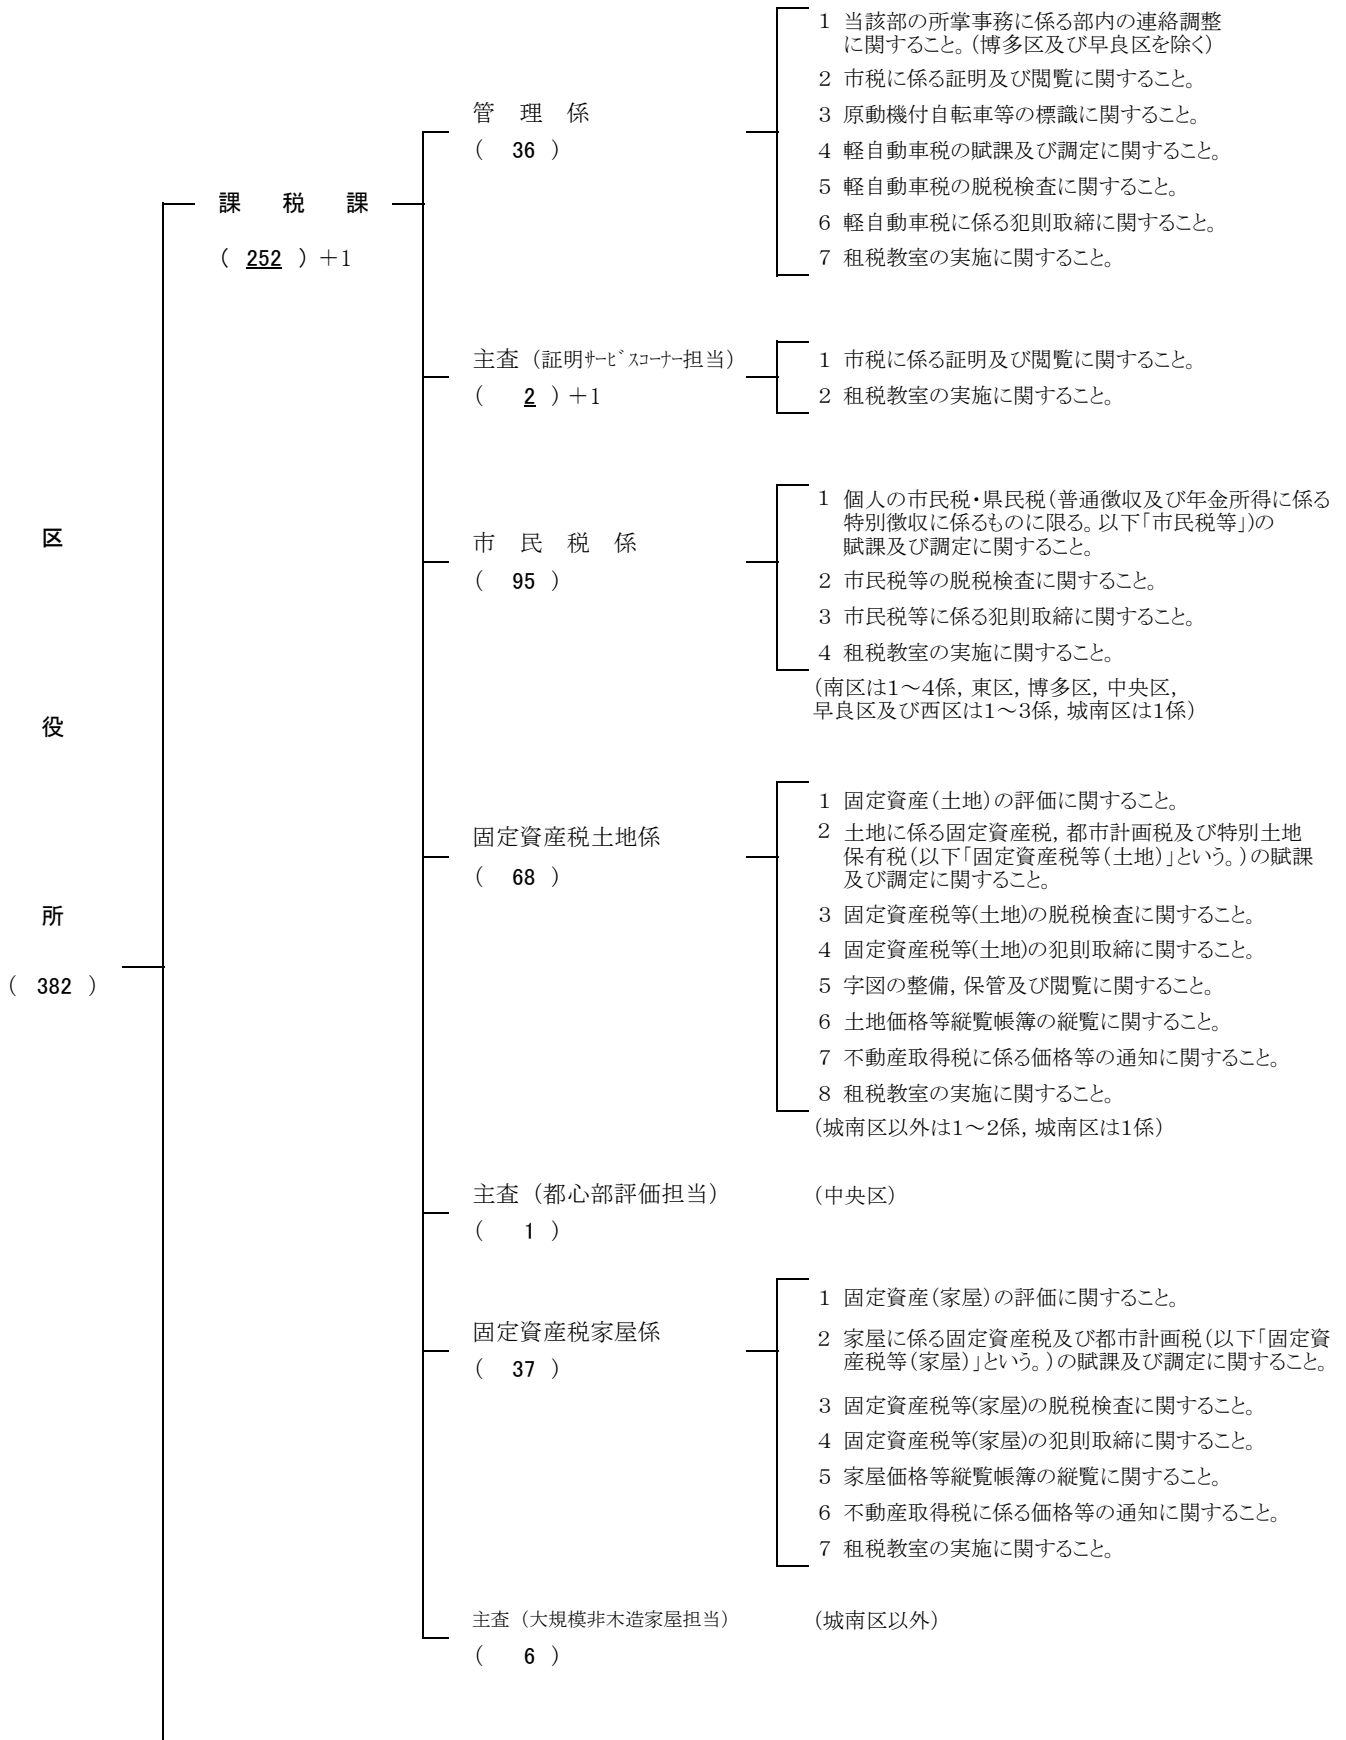 区
役
所
( 382 )
課 税 課
( 252 ) +1
管 理 係
( 36 )
1 当該部の所掌事務に係る部内の連絡調整
に関すること。(博多区及び早良区を除く)
2 市税に係る証明及び閲覧に関すること。
3 原動機付自転車等の標識に関すること。
4 軽自動車税の賦課及び調定に関すること。
5 軽自動車税の脱税検査に関すること。
6 軽自動車税に係る犯則取締に関すること。
7 租税教室の実施に関すること。
主査 (証明ｻｰﾋﾞｽｺｰﾅｰ担当)
( 2 ) +1
1 市税に係る証明及び閲覧に関すること。
2 租税教室の実施に関すること。
市 民 税 係
( 95 )
1 個人の市民税・県民税(普通徴収及び年金所得に係る
特別徴収に係るものに限る。以下「市民税等」)の
賦課及び調定に関すること。
2 市民税等の脱税検査に関すること。
3 市民税等に係る犯則取締に関すること。
4 租税教室の実施に関すること。
(南区は1～4係, 東区, 博多区, 中央区,
早良区及び西区は1～3係, 城南区は1係)
固定資産税土地係
( 68 )
1 固定資産(土地)の評価に関すること。
2 土地に係る固定資産税, 都市計画税及び特別土地
保有税(以下「固定資産税等(土地)」という。)の賦課
及び調定に関すること。
3 固定資産税等(土地)の脱税検査に関すること。
4 固定資産税等(土地)の犯則取締に関すること。
5 字図の整備, 保管及び閲覧に関すること。
6 土地価格等縦覧帳簿の縦覧に関すること。
7 不動産取得税に係る価格等の通知に関すること。
8 租税教室の実施に関すること。
(城南区以外は1～2係, 城南区は1係)
主査 (都心部評価担当)
( 1 )
(中央区)
固定資産税家屋係
( 37 )
1 固定資産(家屋)の評価に関すること。
2 家屋に係る固定資産税及び都市計画税(以下「固定資
産税等(家屋)」という。)の賦課及び調定に関すること。
3 固定資産税等(家屋)の脱税検査に関すること。
4 固定資産税等(家屋)の犯則取締に関すること。
5 家屋価格等縦覧帳簿の縦覧に関すること。
6 不動産取得税に係る価格等の通知に関すること。
7 租税教室の実施に関すること。
主査 (大規模非木造家屋担当)
( 6 )
(城南区以外)